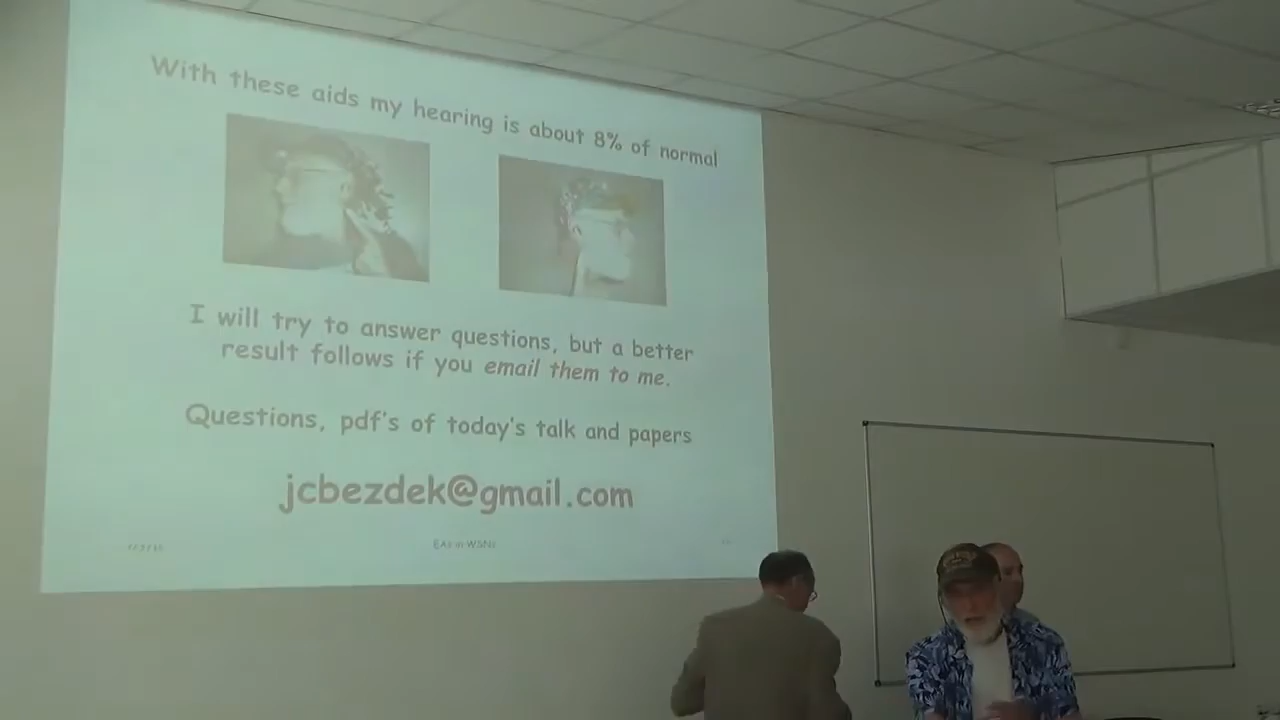 With these aids my hearing is about 8% of normal
I will try to answer questions, but a better
result follows if you email them to me.
Questions, pdf's of today's talk and papers
jcbezdek@gmail.com
EAs in WSNs